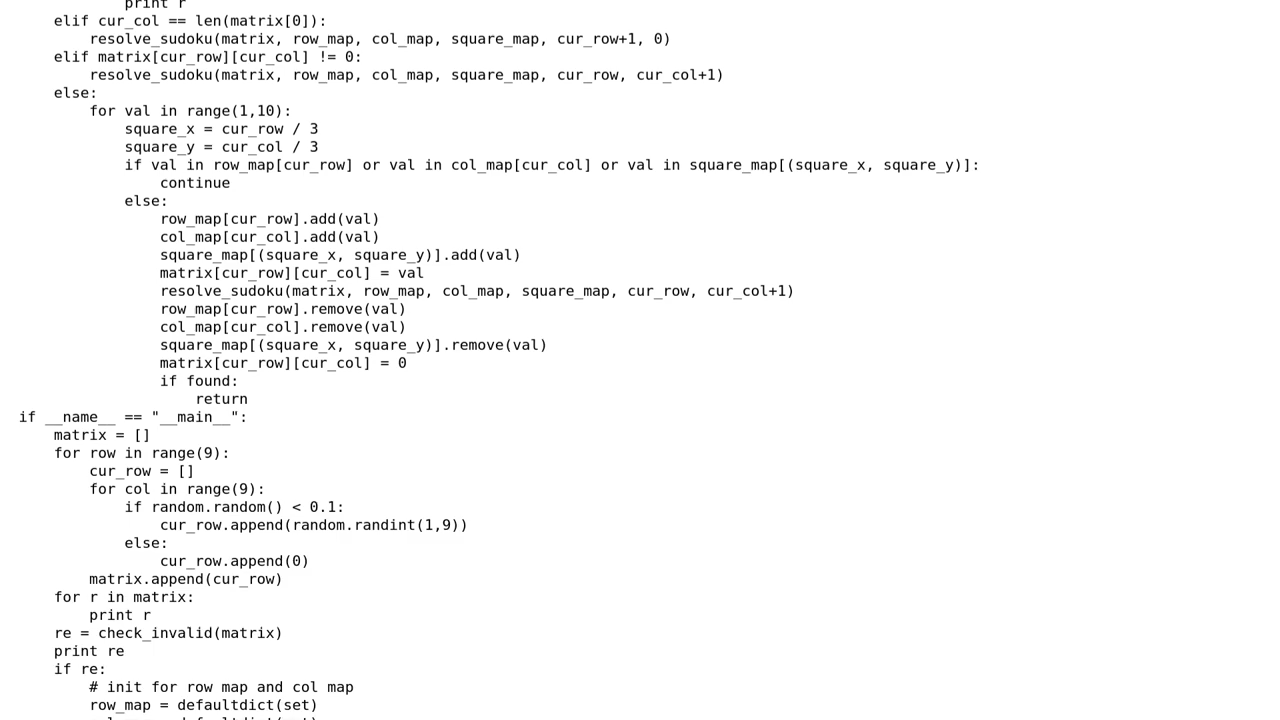 print r
elif cur_col == len(matrix[0]):
resolve_sudoku(matrix, row_map, col_map, square_map, cur_row+1, 0)
elif matrix[cur_row][cur_col] != 0:
resolve_sudoku(matrix, row_map, col_map, square_map, cur_row, cur_col+1)
else:
for val in range(1,10):
square_x = cur_row / 3
square_y = cur_col / 3
if val in row_map[cur_row] or val in col_map[cur_col] or val in square_map[(square_x, square_y)]:
continue
else:
row_map[cur_row].add(val)
col_map[cur_col].add(val)
square_map[(square_x, square_y)].add(val)
matrix[cur_row][cur_col] = val
resolve_sudoku(matrix, row_map, col_map, square_map, cur_row, cur_col+1)
row_map[cur_row].remove(val)
col_map[cur_col].remove(val)
square_map[(square_x, square_y)].remove(val)
matrix[cur_row][cur_col] = 0
if found:
return
if __name__ == "__main__":
matrix = []
for row in range(9):
cur_row = []
for col in range(9):
if random.random() < 0.1:
cur_row.append(random.randint(1,9))
else:
cur_row.append(0)
matrix.append(cur_row)
for r in matrix:
print r
re = check_invalid(matrix)
print re
if re:
# init for row map and col map
row_map = defaultdict(set)